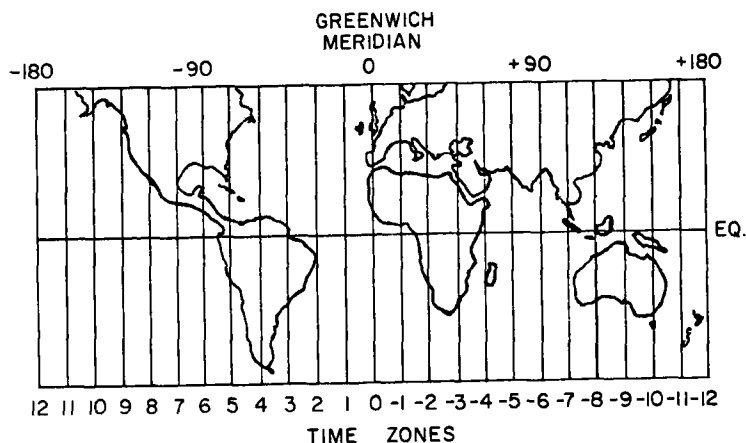 GREENWICH
MERIDIAN
-180 -90 0 +90 +180
EQ.
12 11 10 9 8 7 6 5 4 3 2 1 0 -1 -2 -3 -4 -5 -6 -7 -8 -9 -10 -11 -12
TIME ZONES